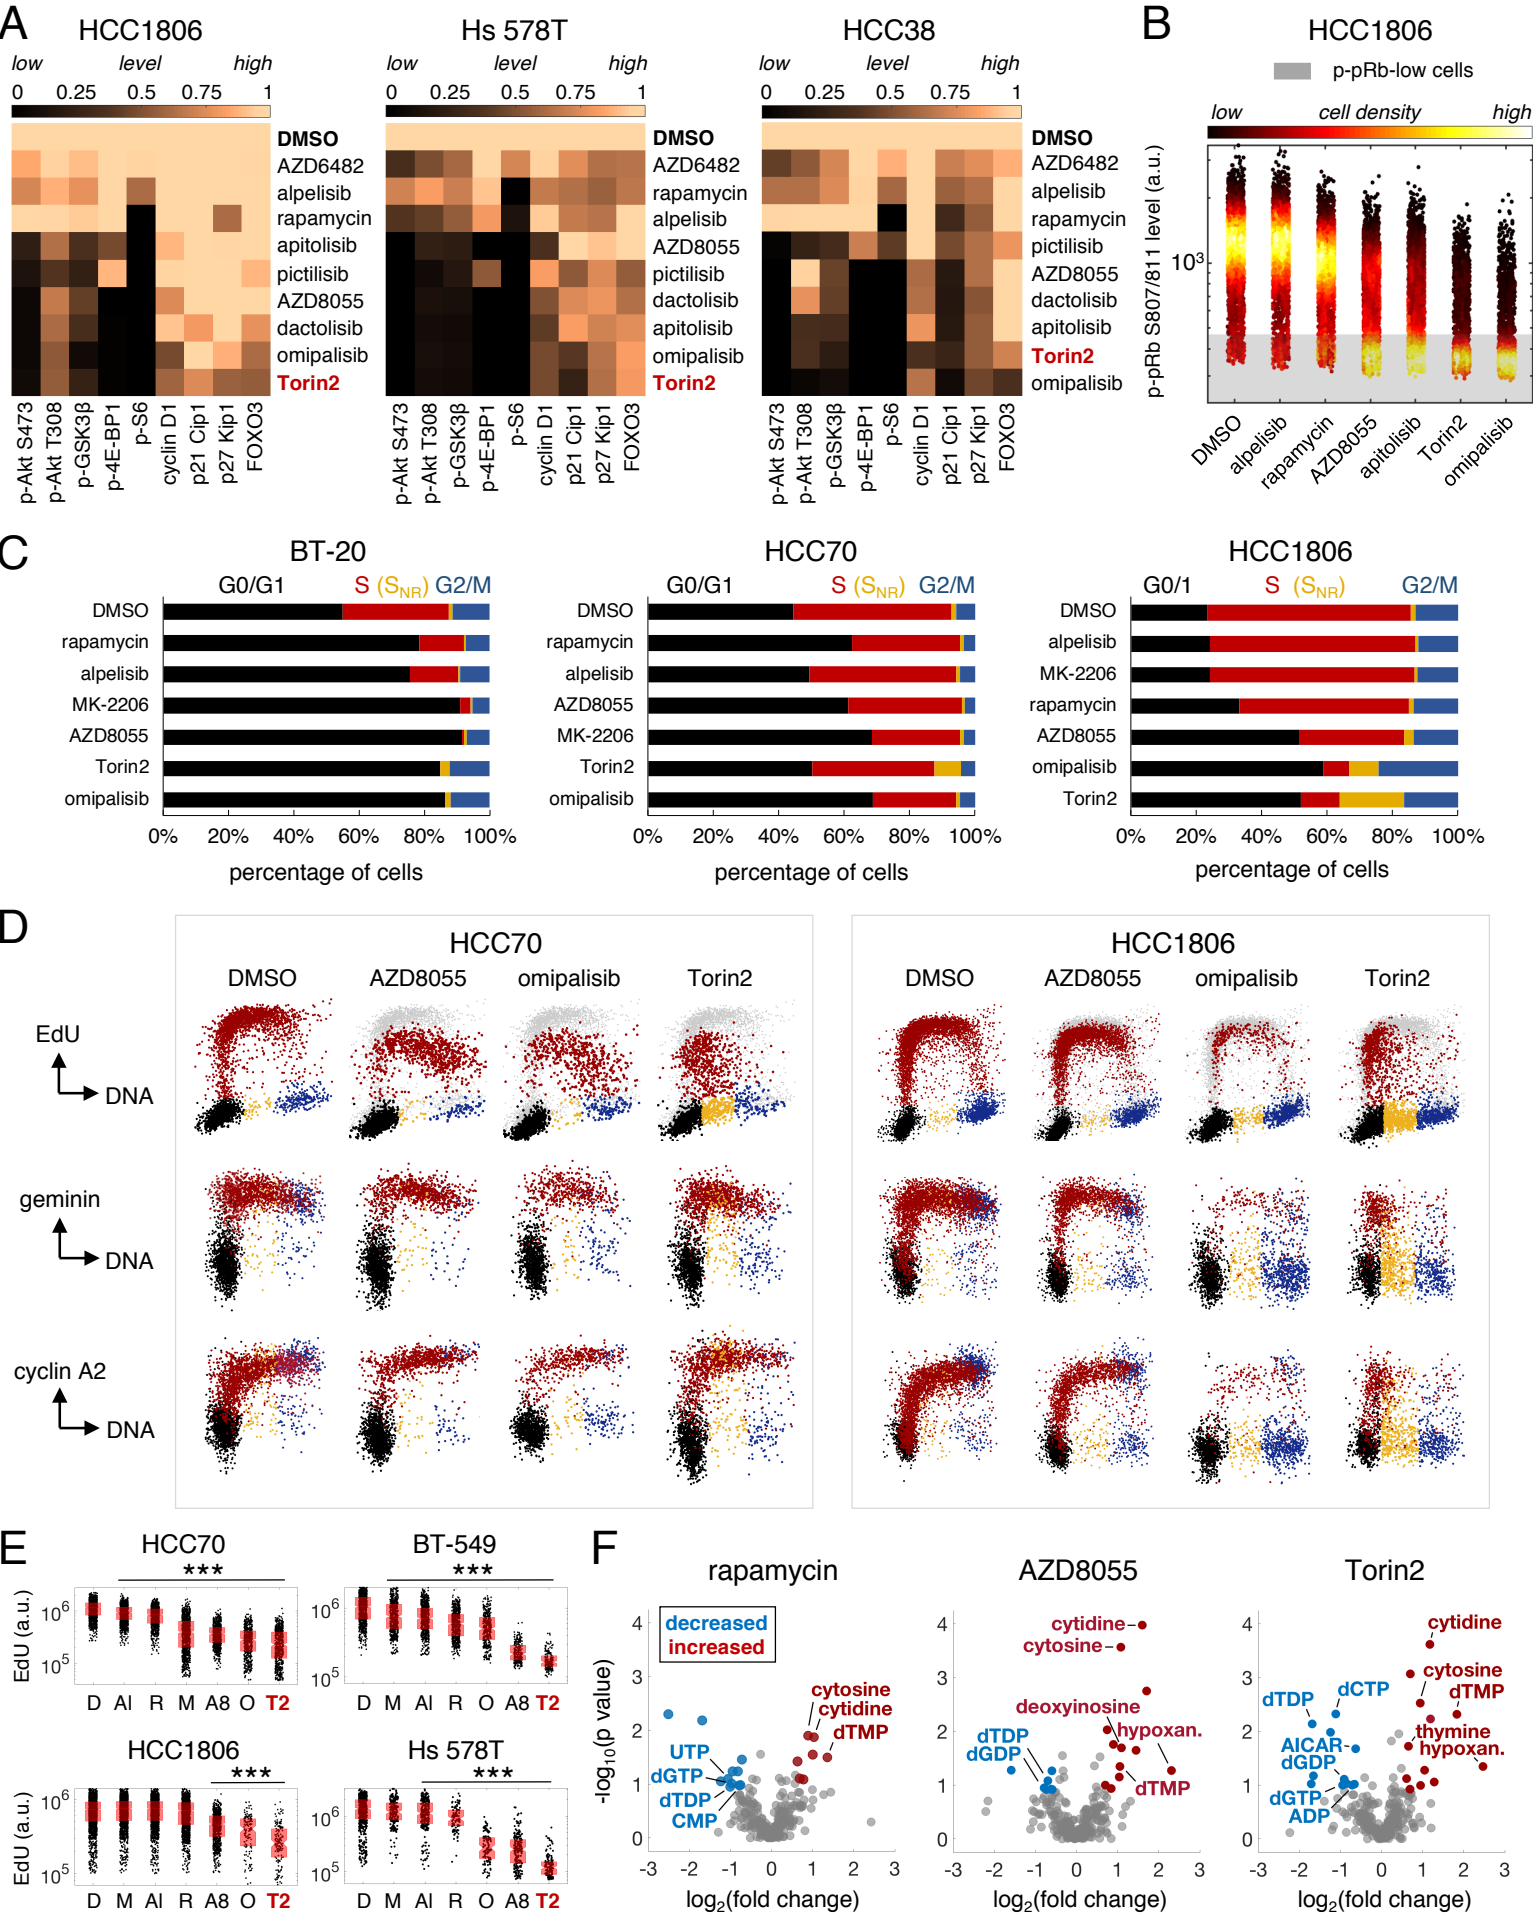 A
HCC1806
low level high
0 0.25 0.5 0.75 1
DMSO
AZD6482
alpelisib
rapamycin
apitolisib
pictilisib
AZD8055
dactolisib
omipalisib
Torin2
p-Akt S473
p-Akt T308
p-GSK3β
p-4E-BP1
p-S6
cyclin D1
p21 Cip1
p27 Kip1
FOXO3
Hs 578T
low level high
0 0.25 0.5 0.75 1
DMSO
AZD6482
rapamycin
alpelisib
AZD8055
pictilisib
dactolisib
apitolisib
omipalisib
Torin2
p-Akt S473
p-Akt T308
p-GSK3β
p-4E-BP1
p-S6
cyclin D1
p21 Cip1
p27 Kip1
FOXO3
HCC38
low level high
0 0.25 0.5 0.75 1
DMSO
AZD6482
alpelisib
rapamycin
pictilisib
AZD8055
dactolisib
apitolisib
Torin2
omipalisib
p-Akt S473
p-Akt T308
p-GSK3β
p-4E-BP1
p-S6
cyclin D1
p21 Cip1
p27 Kip1
FOXO3
B
HCC1806
p-pRb-low cells
low cell density high
p-pRb S807/811 level (a.u.)
10³
DMSO
alpelisib
rapamycin
AZD8055
apitolisib
Torin2
omipalisib
C
BT-20
G0/G1 S (S_NR) G2/M
DMSO
rapamycin
alpelisib
MK-2206
AZD8055
Torin2
omipalisib
0% 20% 40% 60% 80% 100%
percentage of cells
HCC70
G0/G1 S (S_NR) G2/M
DMSO
rapamycin
alpelisib
AZD8055
MK-2206
Torin2
omipalisib
0% 20% 40% 60% 80% 100%
percentage of cells
HCC1806
G0/1 S (S_NR) G2/M
DMSO
alpelisib
MK-2206
rapamycin
AZD8055
omipalisib
Torin2
0% 20% 40% 60% 80% 100%
percentage of cells
D
HCC70
DMSO AZD8055 omipalisib Torin2
HCC1806
DMSO AZD8055 omipalisib Torin2
EdU
DNA
geminin
DNA
cyclin A2
DNA
E
HCC70
***
EdU (a.u.)
10⁶
10⁵
D Al R M A8 O T2
BT-549
***
10⁶
10⁵
D M Al R O A8 T2
HCC1806
***
EdU (a.u.)
10⁶
10⁵
D M Al R A8 O T2
Hs 578T
***
10⁶
10⁵
D M Al R O A8 T2
F
rapamycin
decreased
increased
-log₁₀(p value)
4
3
2
1
0
cytosine
cytidine
dTMP
UTP
dGTP
dTDP
CMP
-3 -2 -1 0 1 2 3
log₂(fold change)
AZD8055
4
3
2
1
0
cytidine
cytosine
deoxyinosine
hypoxan.
dTDP
dGDP
dTMP
-3 -2 -1 0 1 2 3
log₂(fold change)
Torin2
4
3
2
1
0
cytidine
cytosine
dTMP
dCTP
dTDP
thymine
hypoxan.
AICAR
dGDP
dGTP
ADP
-3 -2 -1 0 1 2 3
log₂(fold change)